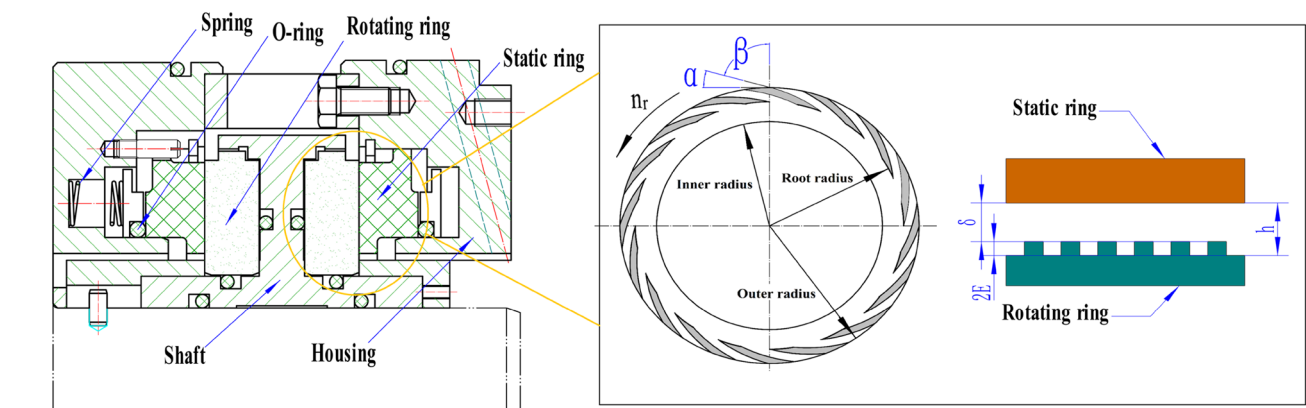 Spring
O-ring
Rotating ring
Static ring
Shaft
Housing
β
α
nr
Inner radius
Root radius
Outer radius
Static ring
δ
h
2E
Rotating ring